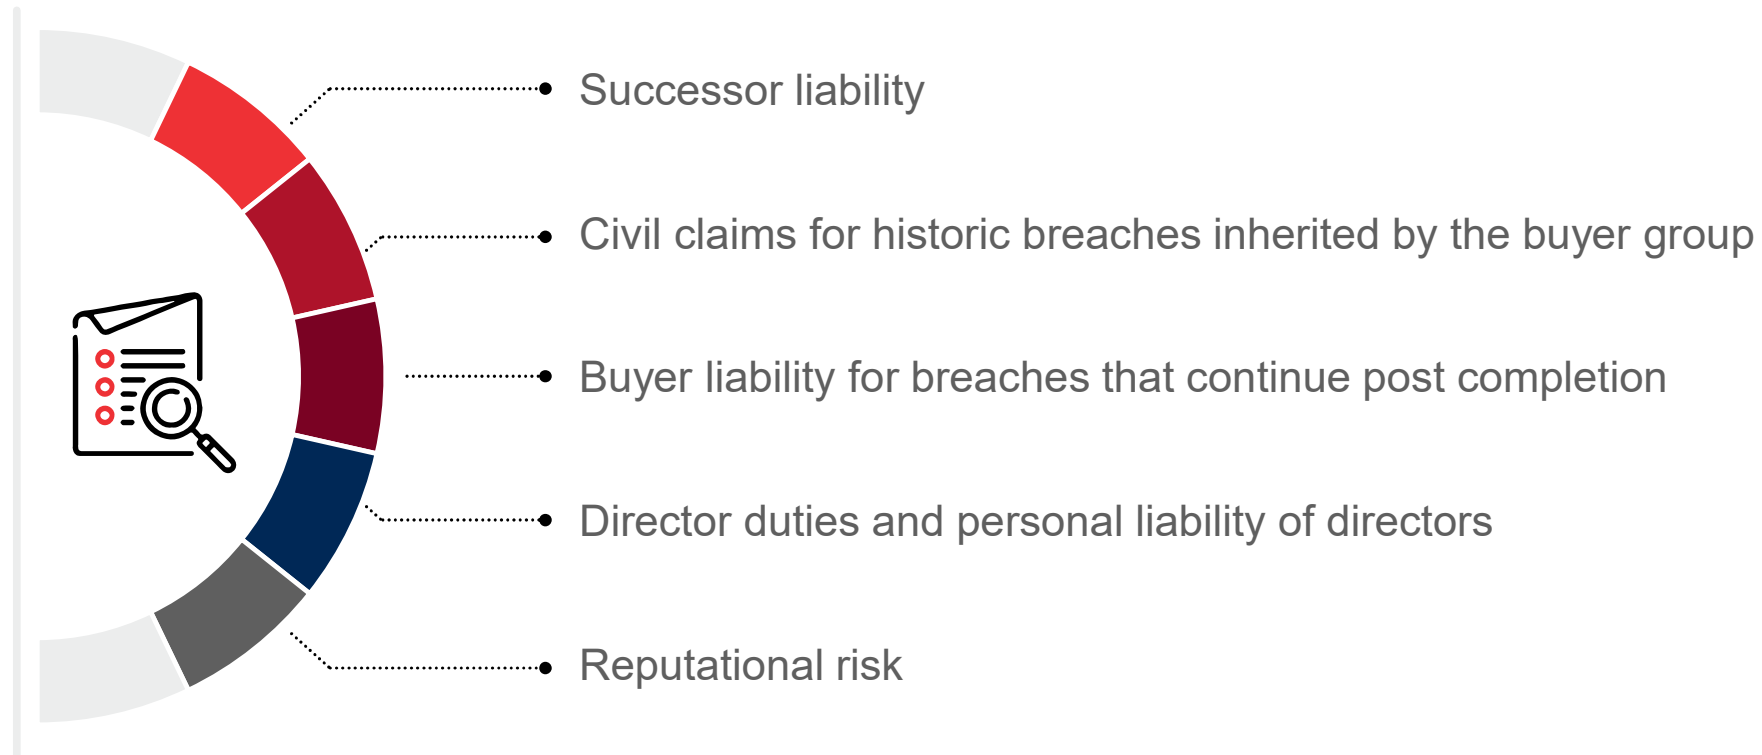 Successor liability
Civil claims for historic breaches inherited by the buyer group
Buyer liability for breaches that continue post completion
Director duties and personal liability of directors
Reputational risk